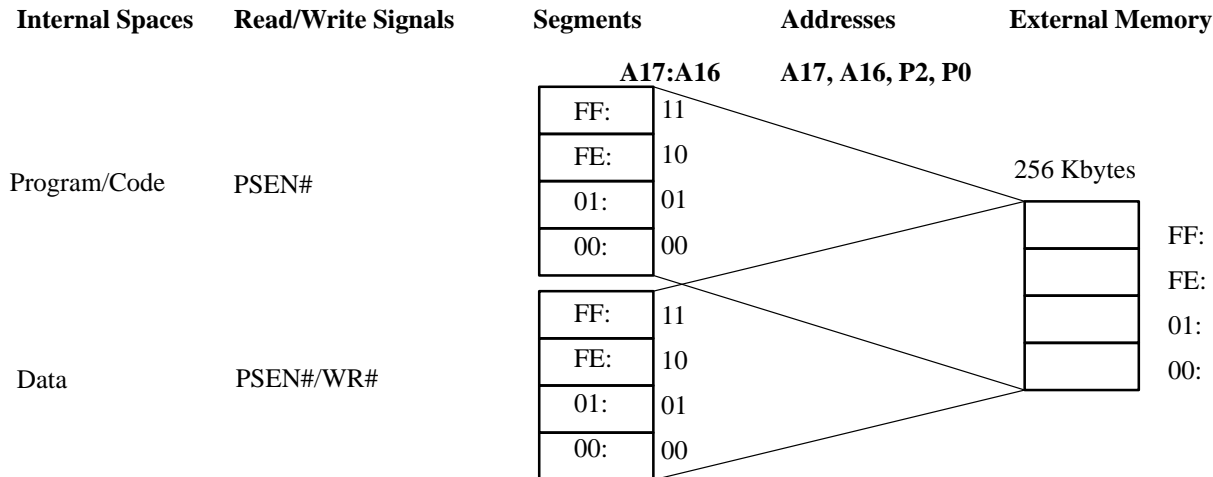 Internal Spaces Read/Write Signals Segments Addresses External Memory
A17:A16 A17, A16, P2, P0
FF: 11
FE: 10
Program/Code PSEN# 256 Kbytes
01: 01
00: 00
FF:
FE:
01:
00:
FF: 11
FE: 10
Data PSEN#/WR#
01: 01
00: 00